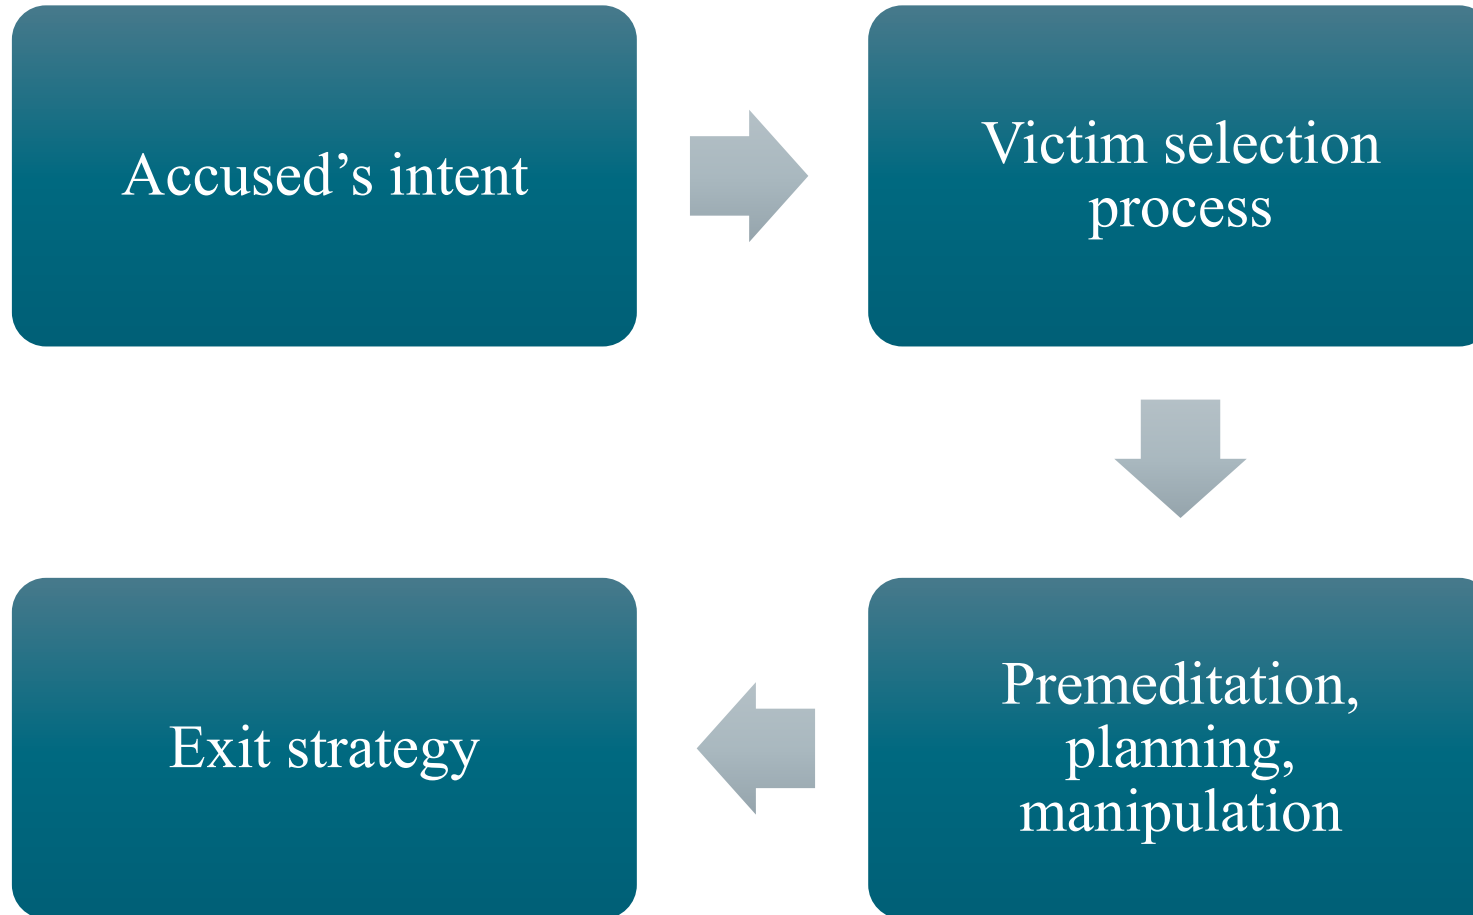 Accused’s intent
Victim selection
process
Premeditation,
planning,
manipulation
Exit strategy